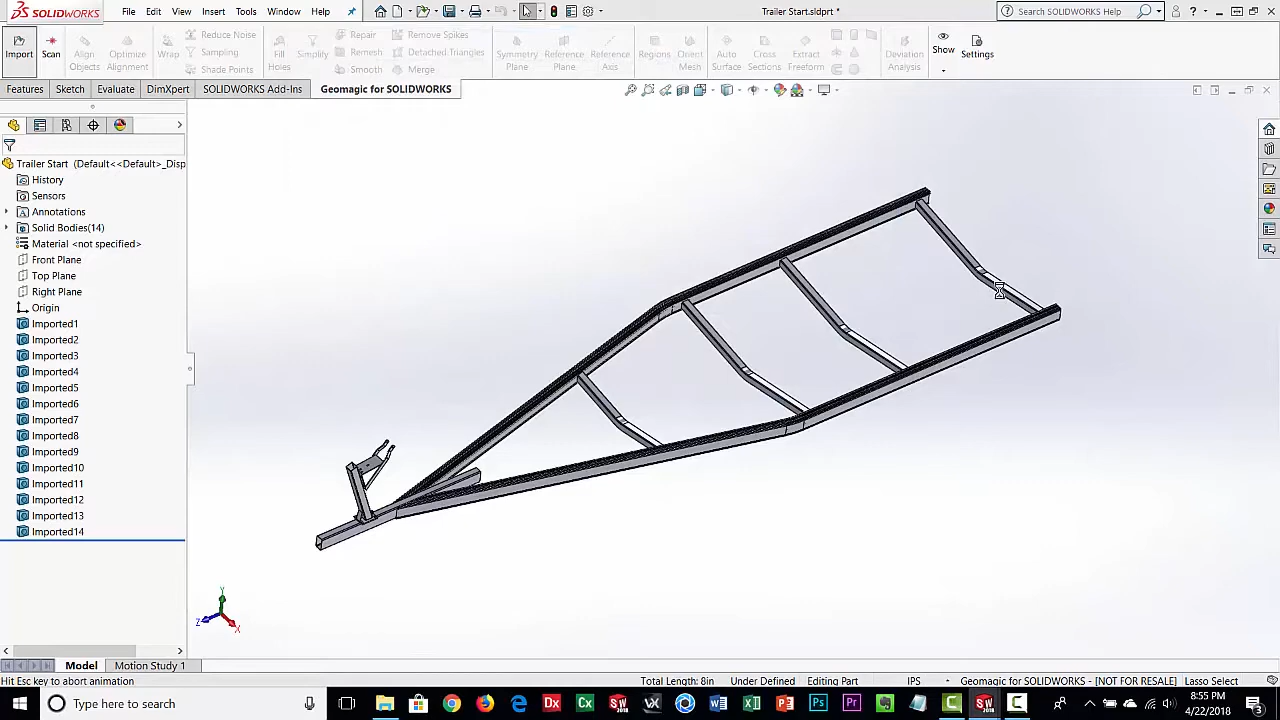 SOLIDWORKS File Edit View Insert Tools Window Help Trailer Start.sldprt * Search SOLIDWORKS Help
Import Scan Align Objects Optimize Alignment Wrap Reduce Noise Sampling Shade Points Fill Holes Simplify Repair Remesh Smooth Remove Spikes Detached Triangles Merge Symmetry Plane Reference Plane Reference Axis Regions Orient Mesh Auto Surface Cross Sections Extract Freeform Deviation Analysis Show Settings
Features Sketch Evaluate DimXpert SOLIDWORKS Add-Ins Geomagic for SOLIDWORKS
Trailer Start (Default<<Default>_Disp
History
Sensors
Annotations
Solid Bodies(14)
Material <not specified>
Front Plane
Top Plane
Right Plane
Origin
Imported1
Imported2
Imported3
Imported4
Imported5
Imported6
Imported7
Imported8
Imported9
Imported10
Imported11
Imported12
Imported13
Imported14
Y
Z X
Model Motion Study 1
Hit Esc key to abort animation Total Length: 8in Under Defined Editing Part IPS Geomagic for SOLIDWORKS - [NOT FOR RESALE] Lasso Select
Type here to search 8:55 PM
4/22/2018